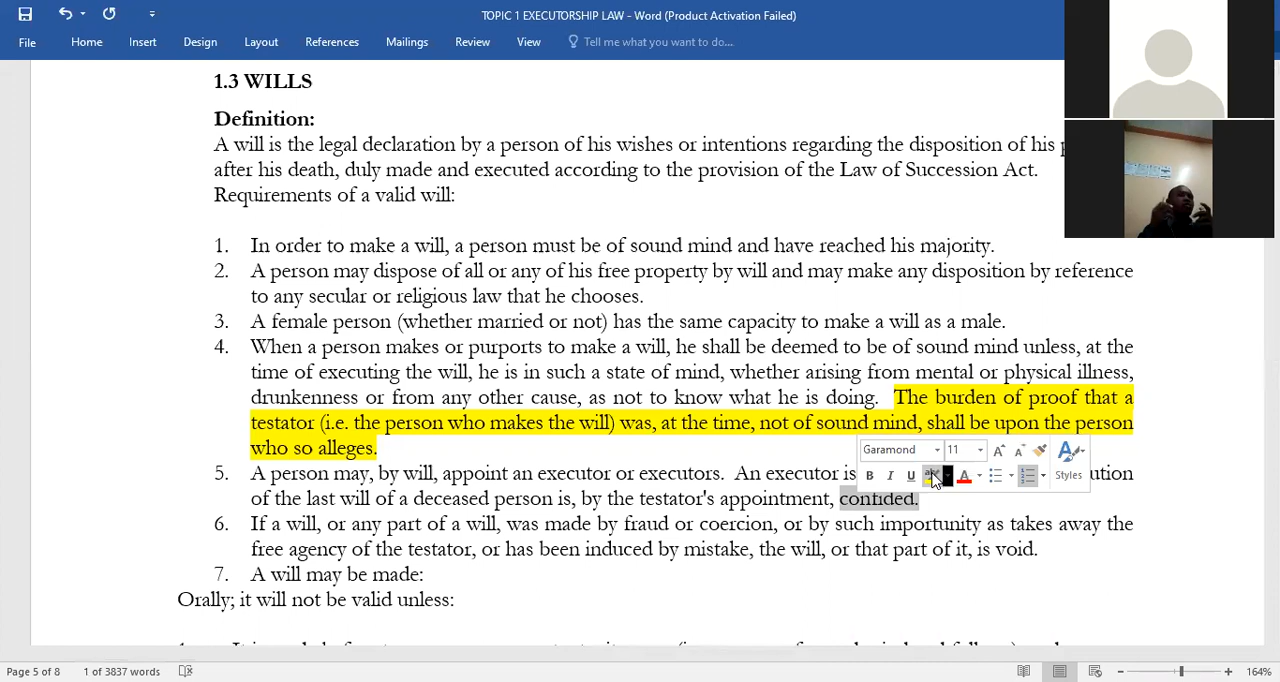 TOPIC 1 EXECUTORSHIP LAW - Word (Product Activation Failed)
File Home Insert Design Layout References Mailings Review View Tell me what you want to do...
1.3 WILLS
Definition:
A will is the legal declaration by a person of his wishes or intentions regarding the disposition of his
after his death, duly made and executed according to the provision of the Law of Succession Act.
Requirements of a valid will:
1. In order to make a will, a person must be of sound mind and have reached his majority.
2. A person may dispose of all or any of his free property by will and may make any disposition by reference
to any secular or religious law that he chooses.
3. A female person (whether married or not) has the same capacity to make a will as a male.
4. When a person makes or purports to make a will, he shall be deemed to be of sound mind unless, at the
time of executing the will, he is in such a state of mind, whether arising from mental or physical illness,
drunkenness or from any other cause, as not to know what he is doing. The burden of proof that a
testator (i.e. the person who makes the will) was, at the time, not of sound mind, shall be upon the person
who so alleges.
Garamond 11
5. A person may, by will, appoint an executor or executors. An executor is ution
B I U abc A Styles
of the last will of a deceased person is, by the testator's appointment, confided.
6. If a will, or any part of a will, was made by fraud or coercion, or by such importunity as takes away the
free agency of the testator, or has been induced by mistake, the will, or that part of it, is void.
7. A will may be made:
Orally; it will not be valid unless:
Page 5 of 8 1 of 3837 words 164%